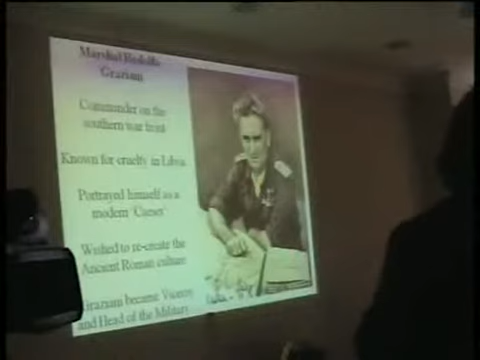 Marshal Rodolfo
Graziani
Commander on the
southern war front
Known for cruelty in Libya
Portrayed himself as a
modern 'Caeser'
Wished to re-create the
Ancient Roman culture
Graziani became Viceroy
and Head of the Military